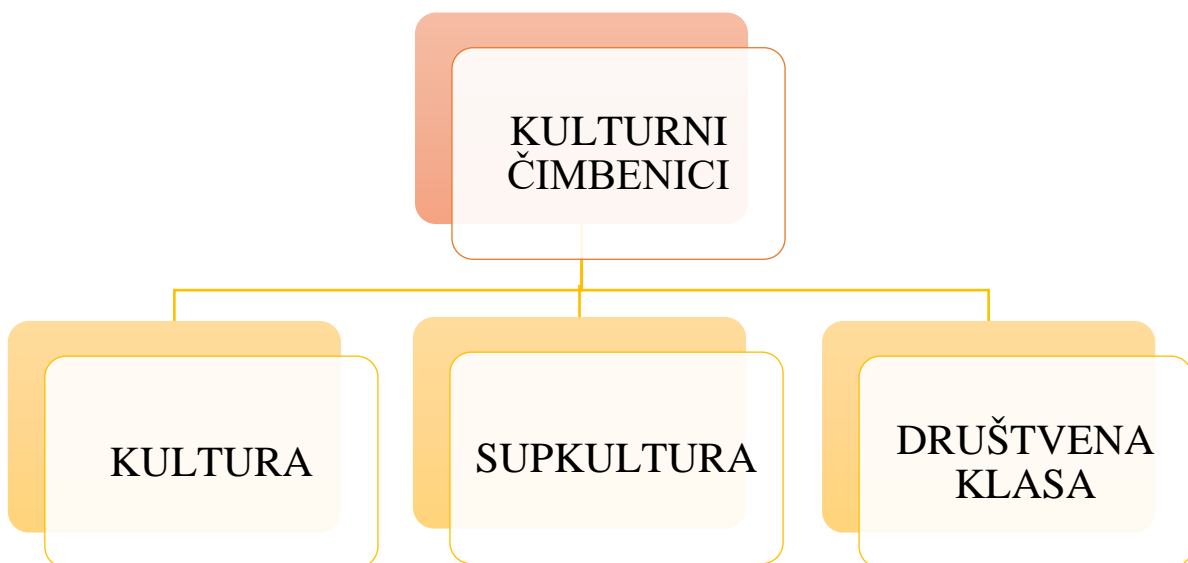 KULTURNI
ČIMBENICI
KULTURA
SUPKULTURA
DRUŠTVENA
KLASA